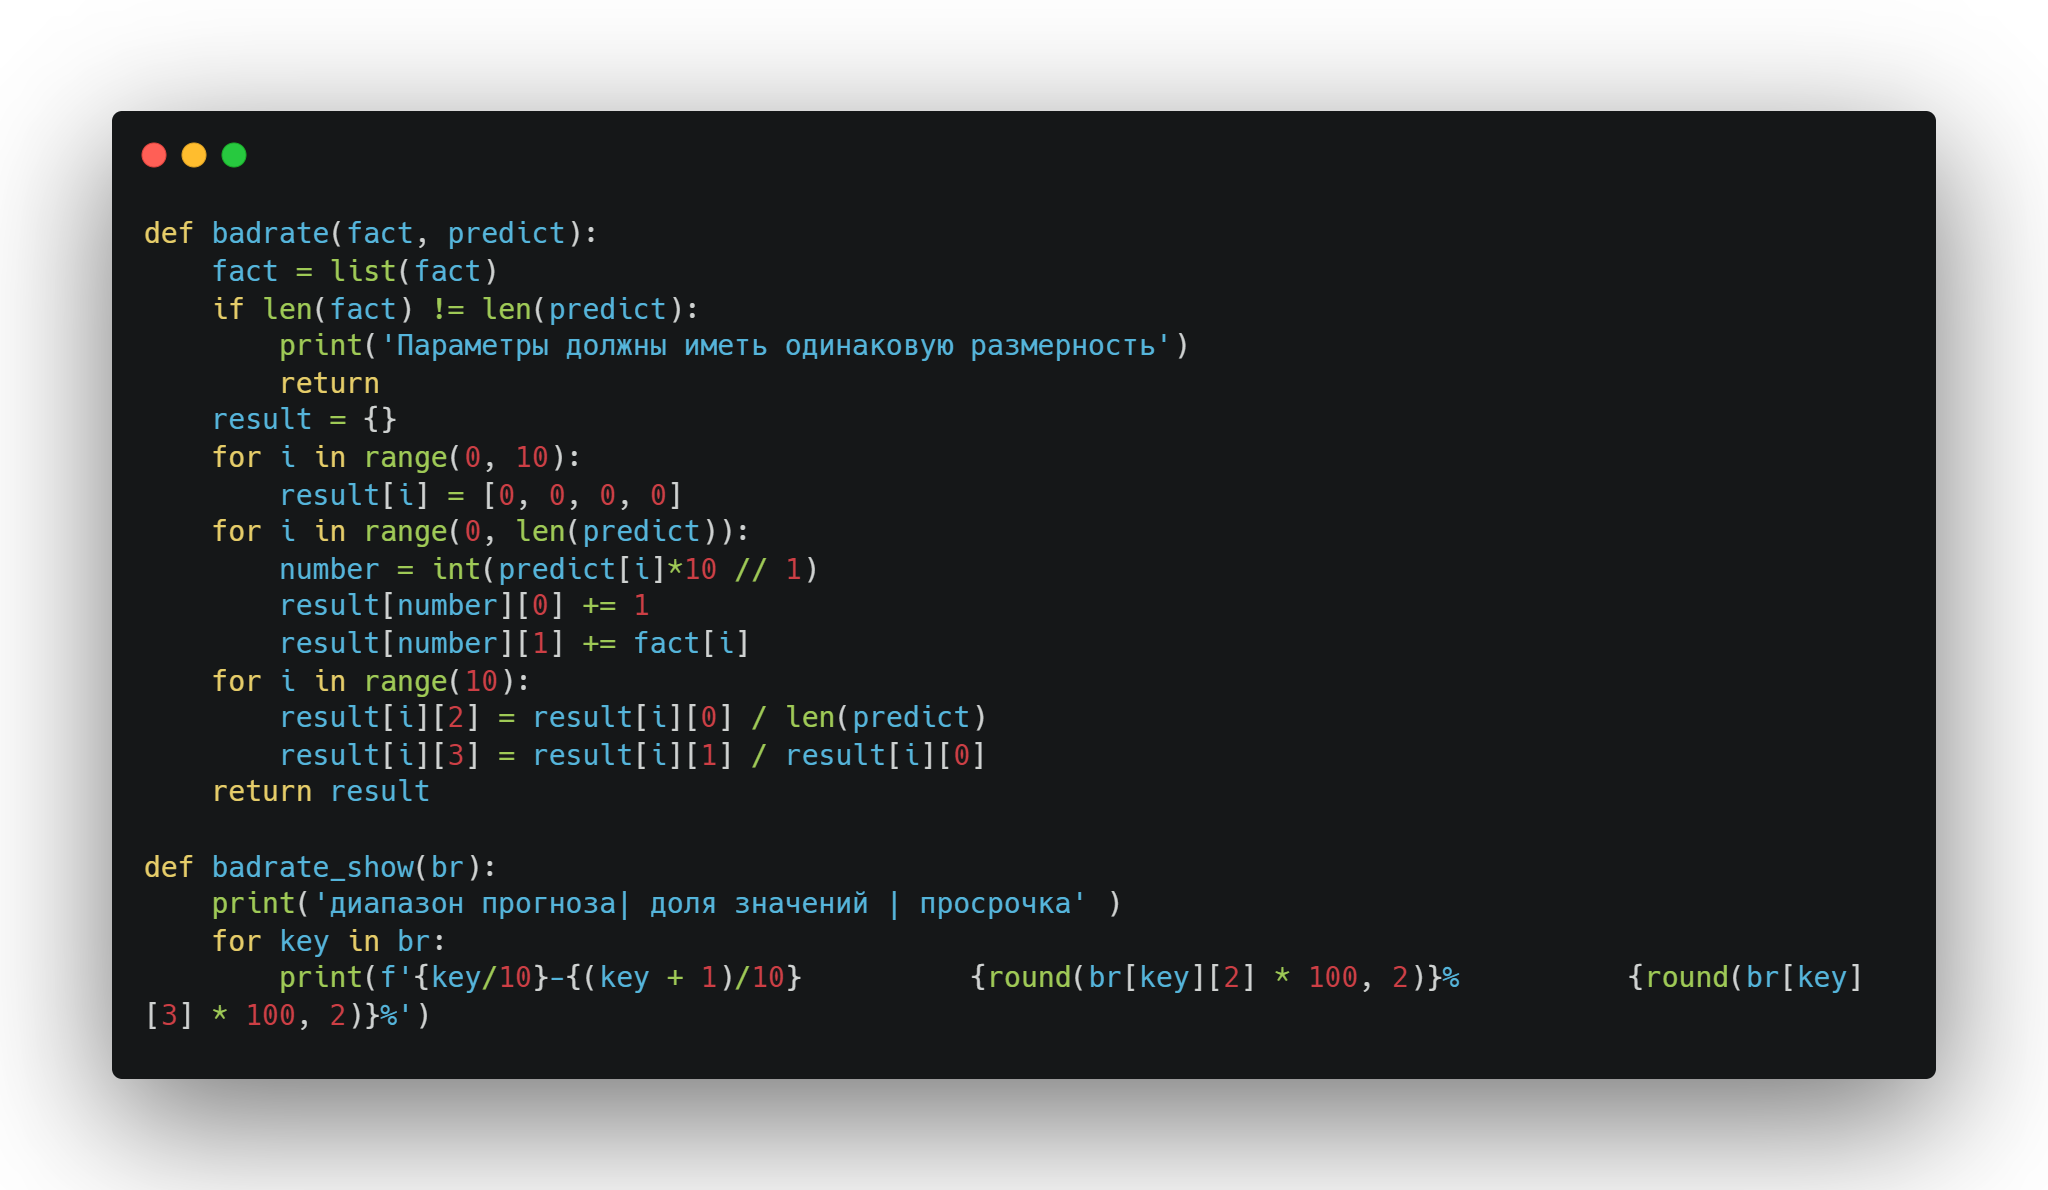 def badrate(fact, predict):
    fact = list(fact)
    if len(fact) != len(predict):
        print('Параметры должны иметь одинаковую размерность')
        return
    result = {}
    for i in range(0, 10):
        result[i] = [0, 0, 0, 0]
    for i in range(0, len(predict)):
        number = int(predict[i]*10 // 1)
        result[number][0] += 1
        result[number][1] += fact[i]
    for i in range(10):
        result[i][2] = result[i][0] / len(predict)
        result[i][3] = result[i][1] / result[i][0]
    return result

def badrate_show(br):
    print('диапазон прогноза| доля значений | просрочка' )
    for key in br:
        print(f'{key/10}-{(key + 1)/10}          {round(br[key][2] * 100, 2)}%          {round(br[key]
[3] * 100, 2)}%')